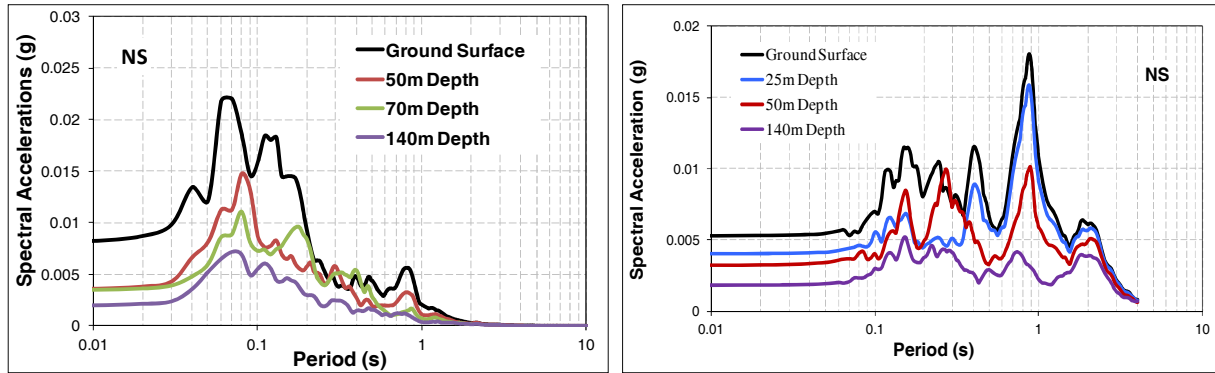 0.03
0.025
0.02
0.015
0.01
0.005
0
Spectral Accelerations (g)
NS
Ground Surface
50m Depth
70m Depth
140m Depth
0.01
0.1
1
10
Period (s)
0.02
0.015
0.01
0.005
0.000
Spectral Acceleration (g)
Ground Surface
25m Depth
50m Depth
140m Depth
NS
0.01
0.1
1
10
Period (s)